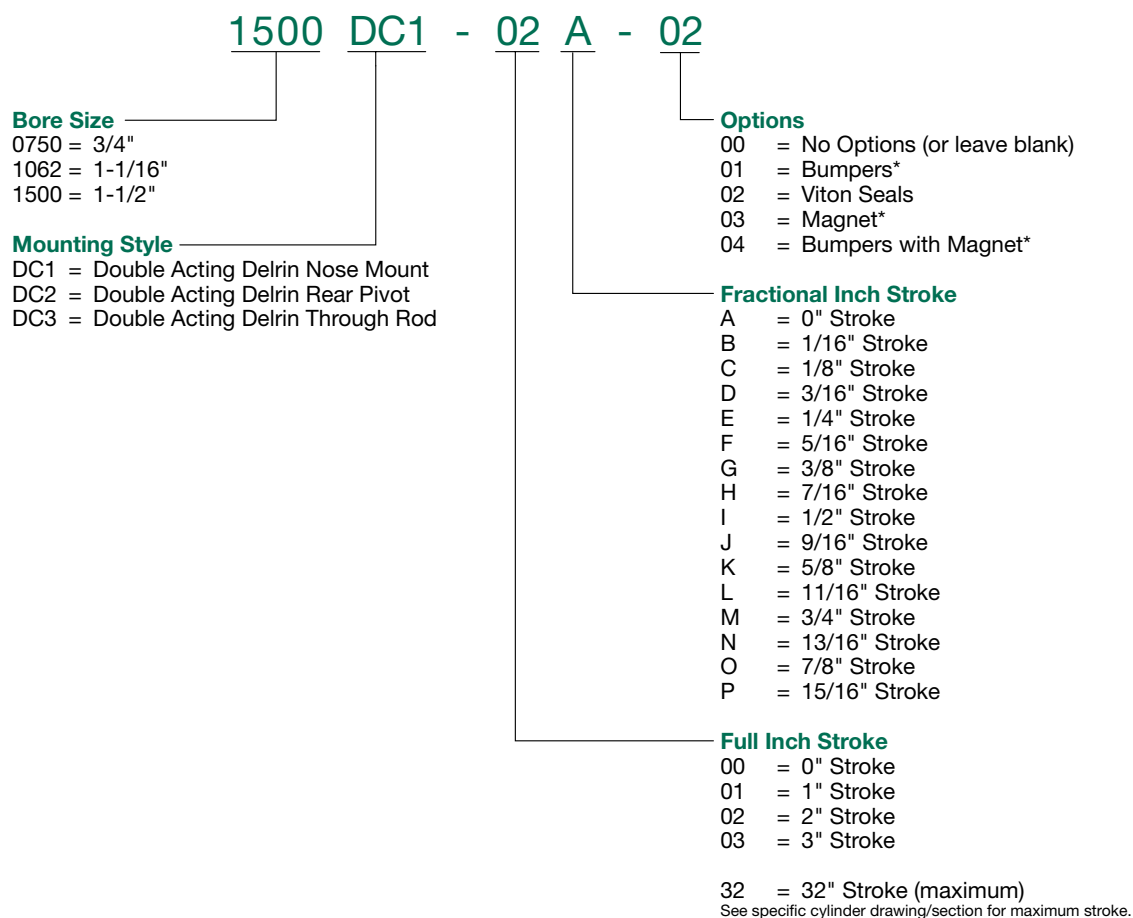 1500 DC1 - 02 A - 02
Bore Size
0750 = 3/4"
1062 = 1-1/16"
1500 = 1-1/2"
Mounting Style
DC1 = Double Acting Delrin Nose Mount
DC2 = Double Acting Delrin Rear Pivot
DC3 = Double Acting Delrin Through Rod
Options
00 = No Options (or leave blank)
01 = Bumpers*
02 = Viton Seals
03 = Magnet*
04 = Bumpers with Magnet*
Fractional Inch Stroke
A = 0" Stroke
B = 1/16" Stroke
C = 1/8" Stroke
D = 3/16" Stroke
E = 1/4" Stroke
F = 5/16" Stroke
G = 3/8" Stroke
H = 7/16" Stroke
I = 1/2" Stroke
J = 9/16" Stroke
K = 5/8" Stroke
L = 11/16" Stroke
M = 3/4" Stroke
N = 13/16" Stroke
O = 7/8" Stroke
P = 15/16" Stroke
Full Inch Stroke
00 = 0" Stroke
01 = 1" Stroke
02 = 2" Stroke
03 = 3" Stroke
32 = 32" Stroke (maximum)
See specific cylinder drawing/section for maximum stroke.